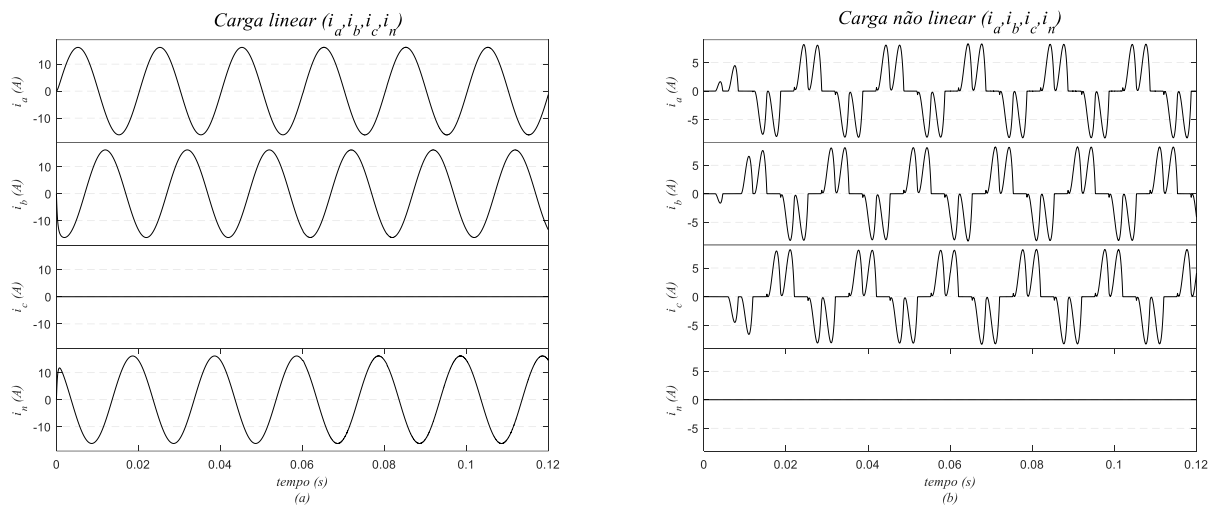 Carga linear (i_a,i_b,i_c,i_n)
i_a (A)
10
0
-10
i_b (A)
10
0
-10
i_c (A)
10
0
-10
i_n (A)
10
0
-10
0 0.02 0.04 0.06 0.08 0.1 0.12
tempo (s)
(a)
Carga não linear (i_a,i_b,i_c,i_n)
i_a (A)
5
0
-5
i_b (A)
5
0
-5
i_c (A)
5
0
-5
i_n (A)
5
0
-5
0 0.02 0.04 0.06 0.08 0.1 0.12
tempo (s)
(b)